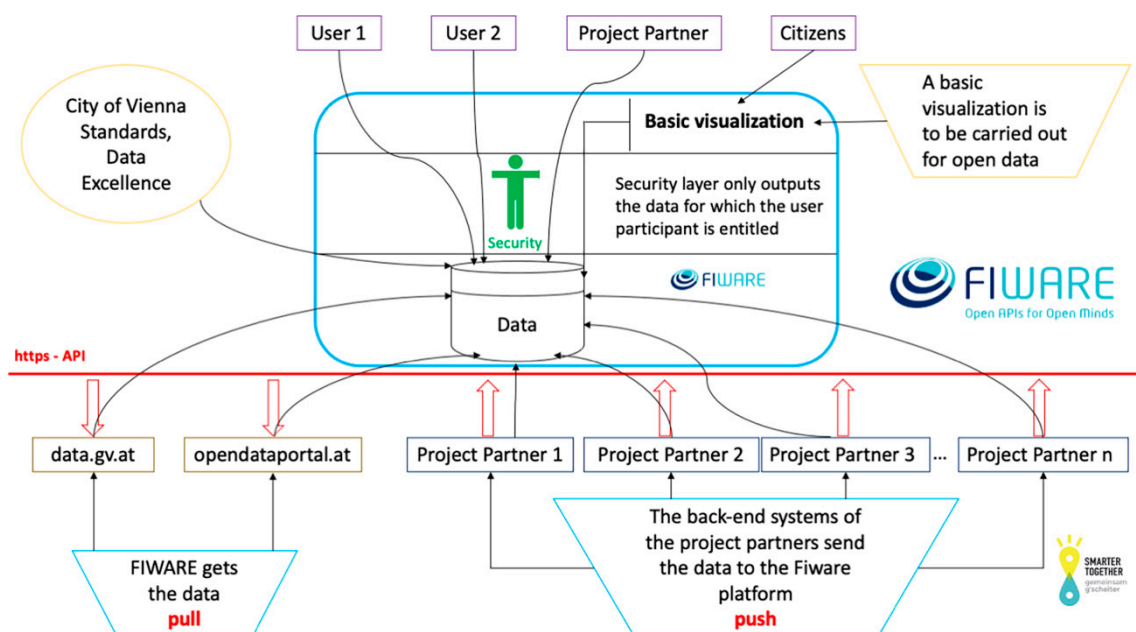 User 1
User 2
Project Partner
Citizens
City of Vienna
Standards,
Data
Excellence
Basic visualization
A basic
visualization is
to be carried out
for open data
Security layer only outputs
the data for which the user
participant is entitled
Security
FIWARE
FIWARE
Open APIs for Open Minds
Data
https - API
data.gv.at
opendataportal.at
Project Partner 1
Project Partner 2
Project Partner 3
...
Project Partner n
FIWARE gets
the data
pull
The back-end systems of
the project partners send
the data to the Fiware
platform
push
SMARTER
TOGETHER
gemeinsam
g'scheiter